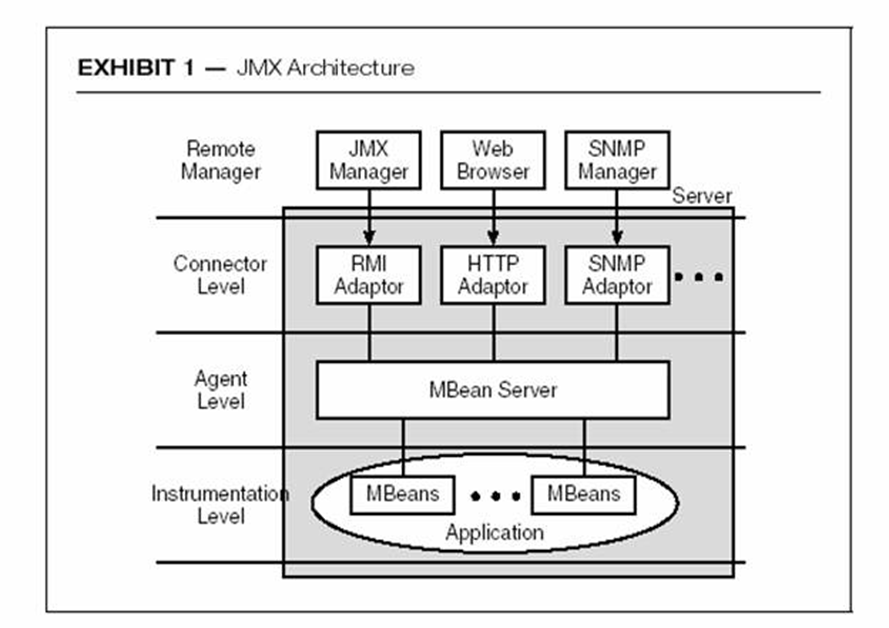 EXHIBIT 1 — JMX Architecture
Remote
Manager
JMX
Manager
Web
Browser
SNMP
Manager
Server
Connector
Level
RMI
Adaptor
HTTP
Adaptor
SNMP
Adaptor
Agent
Level
MBean Server
Instrumentation
Level
MBeans
MBeans
Application